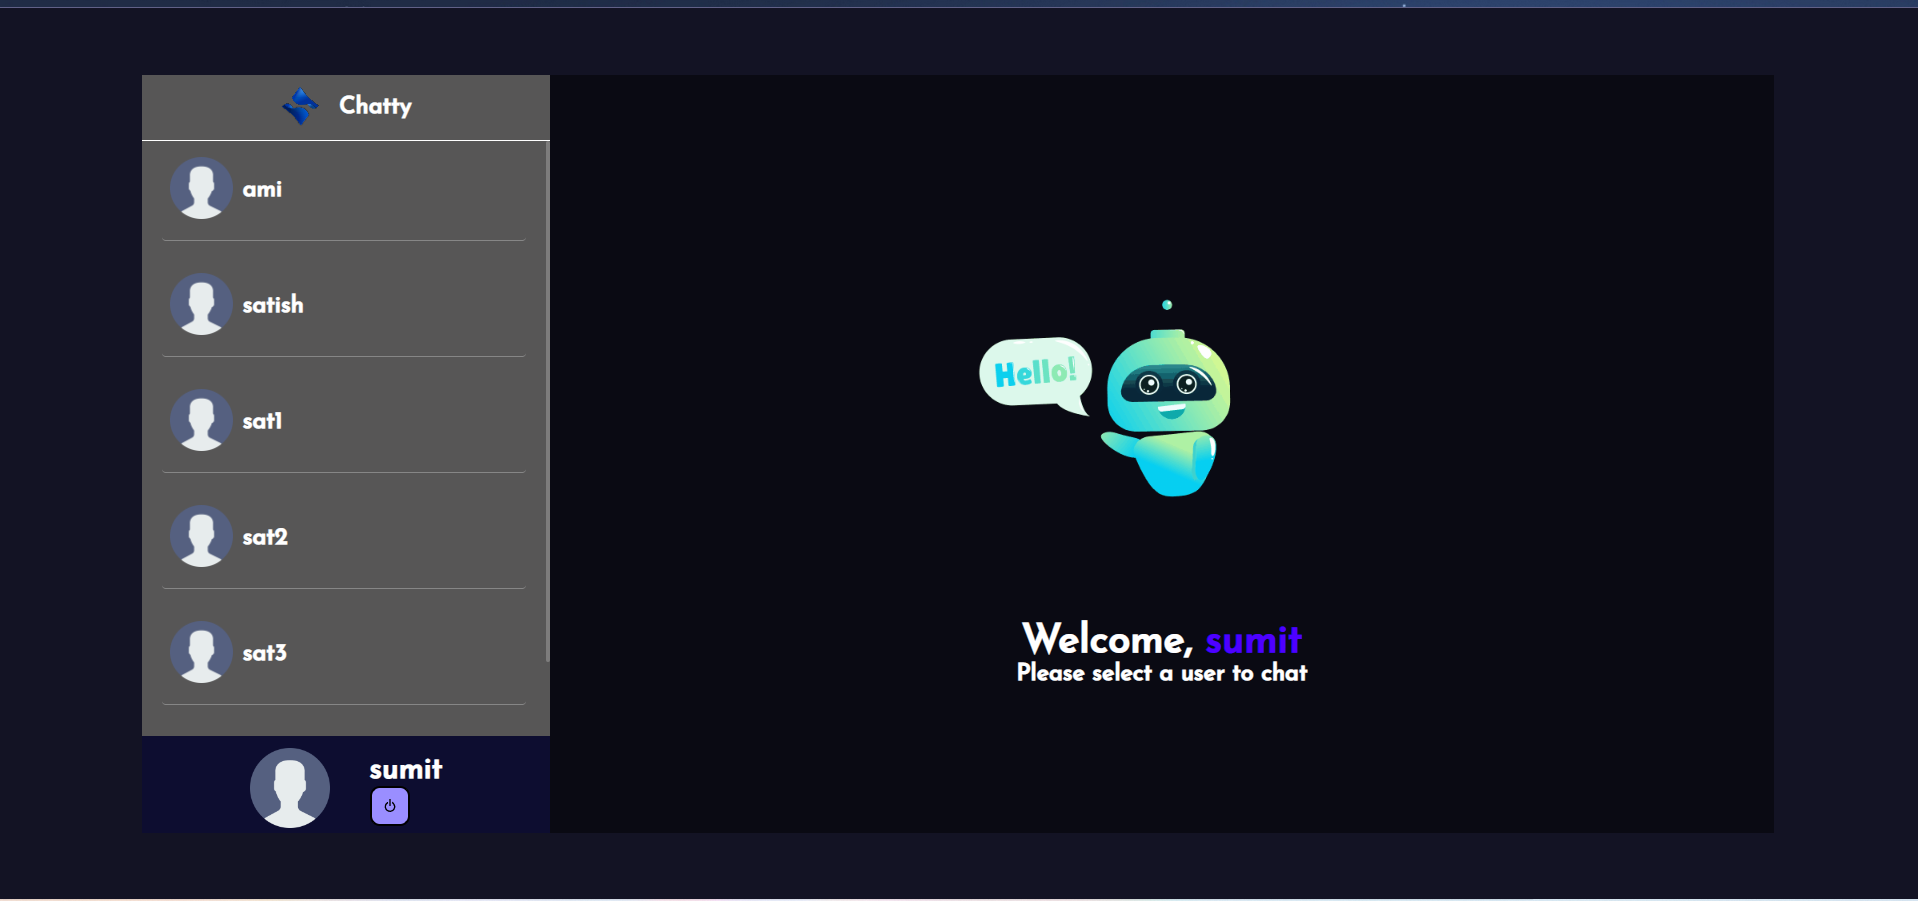 Chatty
ami
satish
sat1
sat2
sat3
sumit
Hello!
Welcome, sumit
Please select a user to chat